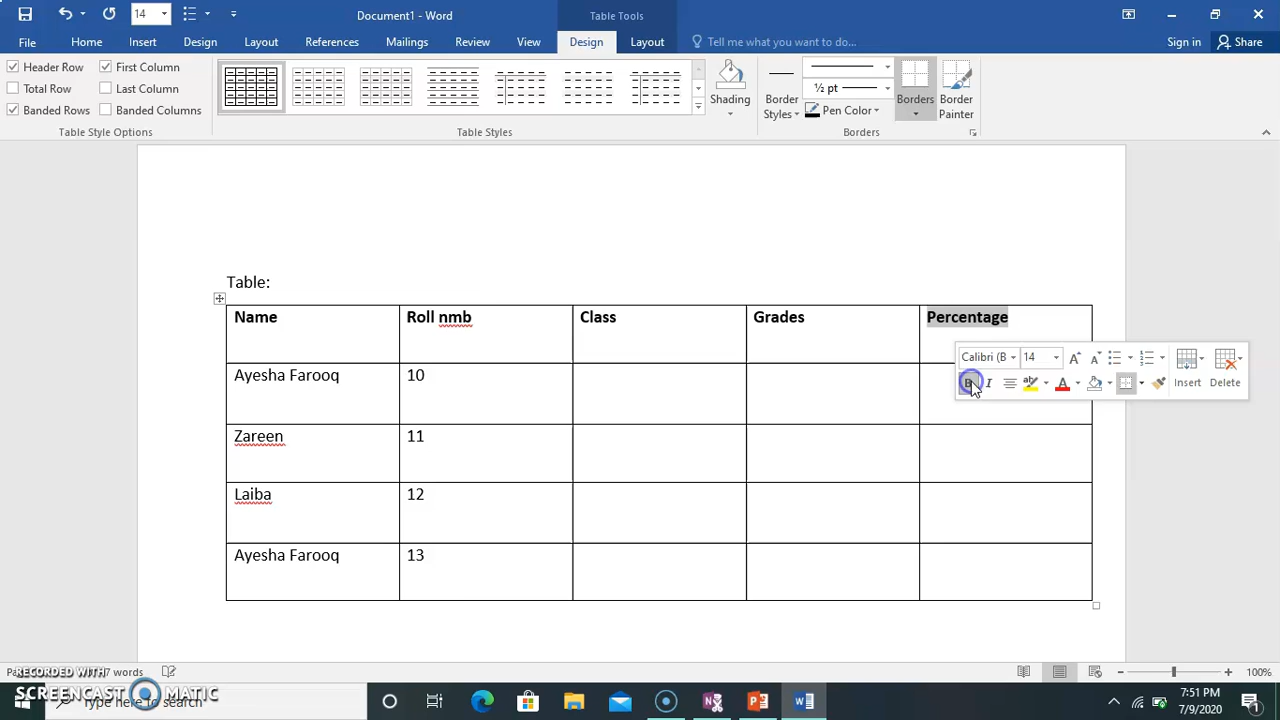 14
Document1 - Word
Table Tools
File
Home
Insert
Design
Layout
References
Mailings
Review
View
Design
Layout
Tell me what you want to do...
Sign in
Share
Header Row
First Column
Total Row
Last Column
Banded Rows
Banded Columns
Table Style Options
Table Styles
Shading
Border
Styles
½ pt
Pen Color
Borders
Border
Painter
Borders
Table:
Name
Roll nmb
Class
Grades
Percentage
Calibri (B
14
B
I
Insert
Delete
Ayesha Farooq
10
Zareen
11
Laiba
12
Ayesha Farooq
13
7 words
100%
RECORDED WITH
SCREENCAST MATIC
Type here to search
7:51 PM
7/9/2020
1